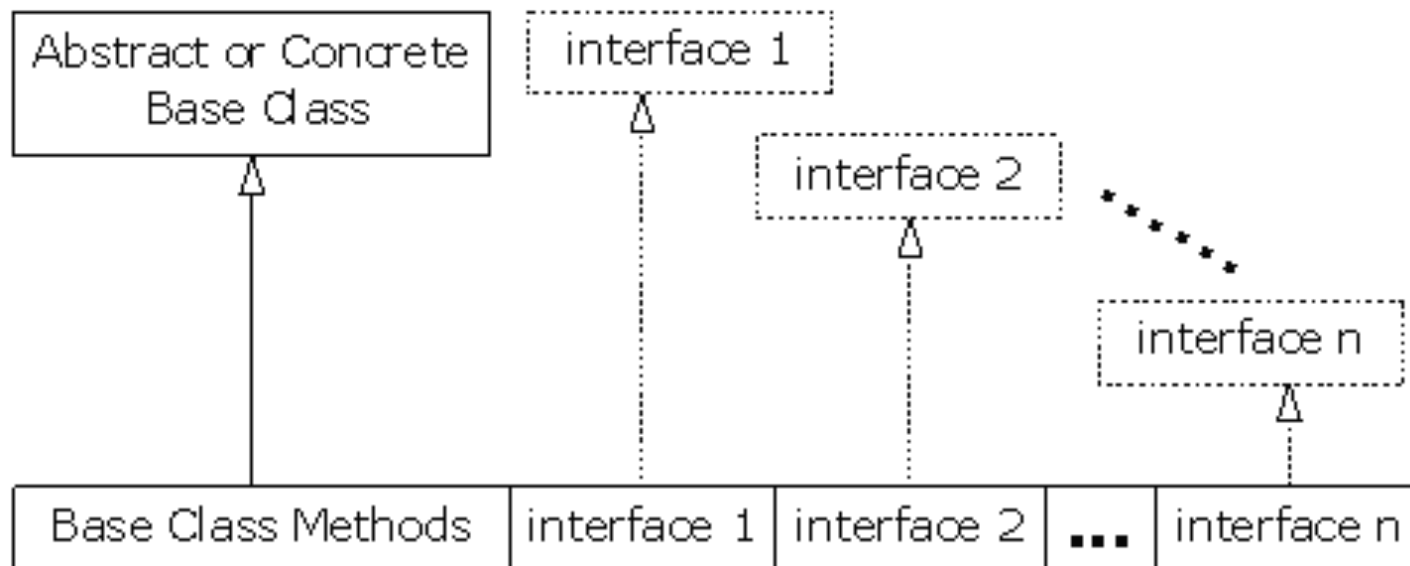 Abstract or Concrete
Base Class
interface 1
interface 2
interface n
Base Class Methods
interface 1
interface 2
...
interface n